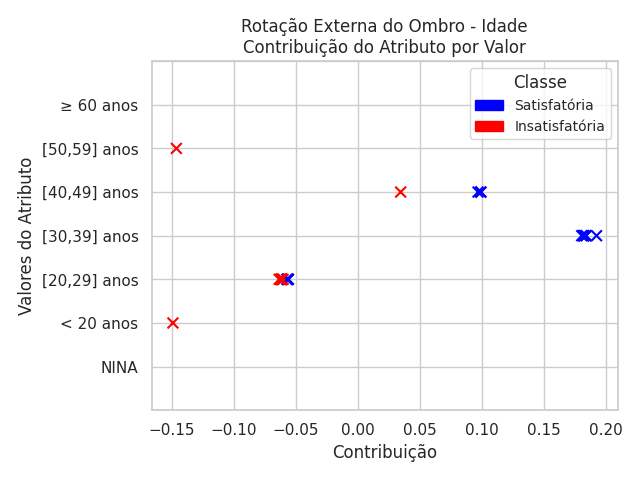 Rotação Externa do Ombro - Idade
Contribuição do Atributo por Valor
Classe
Satisfatória
Insatisfatória
Valores do Atributo
≥ 60 anos
[50,59] anos
[40,49] anos
[30,39] anos
[20,29] anos
< 20 anos
NINA
−0.15 −0.10 −0.05 0.00 0.05 0.10 0.15 0.20
Contribuição